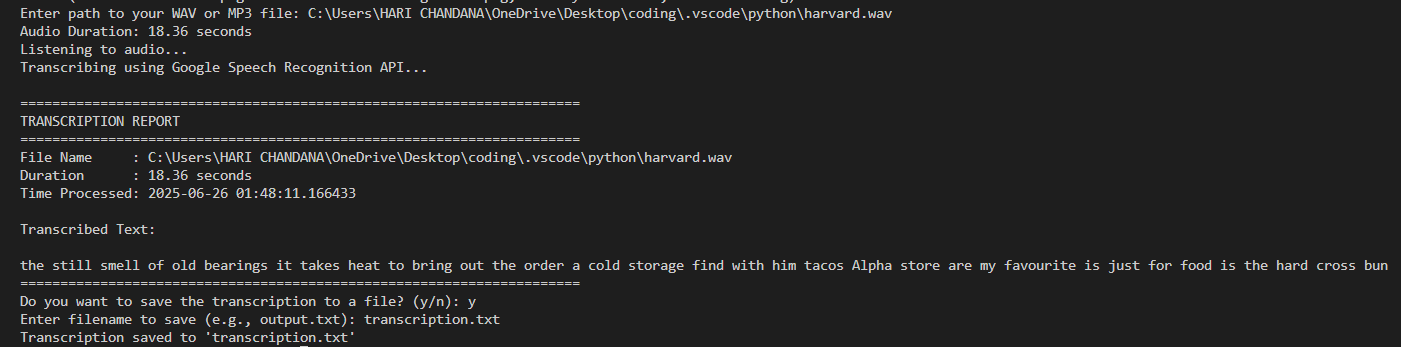 Enter path to your WAV or MP3 file: C:\Users\HARI CHANDANA\OneDrive\Desktop\coding\.vscode\python\harvard.wav
Audio Duration: 18.36 seconds
Listening to audio...
Transcribing using Google Speech Recognition API...
======================================================================
TRANSCRIPTION REPORT
======================================================================
File Name     : C:\Users\HARI CHANDANA\OneDrive\Desktop\coding\.vscode\python\harvard.wav
Duration      : 18.36 seconds
Time Processed: 2025-06-26 01:48:11.166433
Transcribed Text:
the still smell of old bearings it takes heat to bring out the order a cold storage find with him tacos Alpha store are my favourite is just for food is the hard cross bun
======================================================================
Do you want to save the transcription to a file? (y/n): y
Enter filename to save (e.g., output.txt): transcription.txt
Transcription saved to 'transcription.txt'